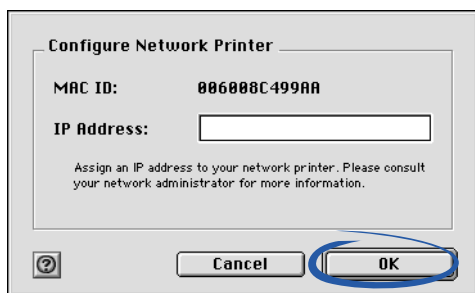 Configure Network Printer
MAC ID: 006008C499AA
IP Address:
Assign an IP address to your network printer. Please consult
your network administrator for more information.
? Cancel OK